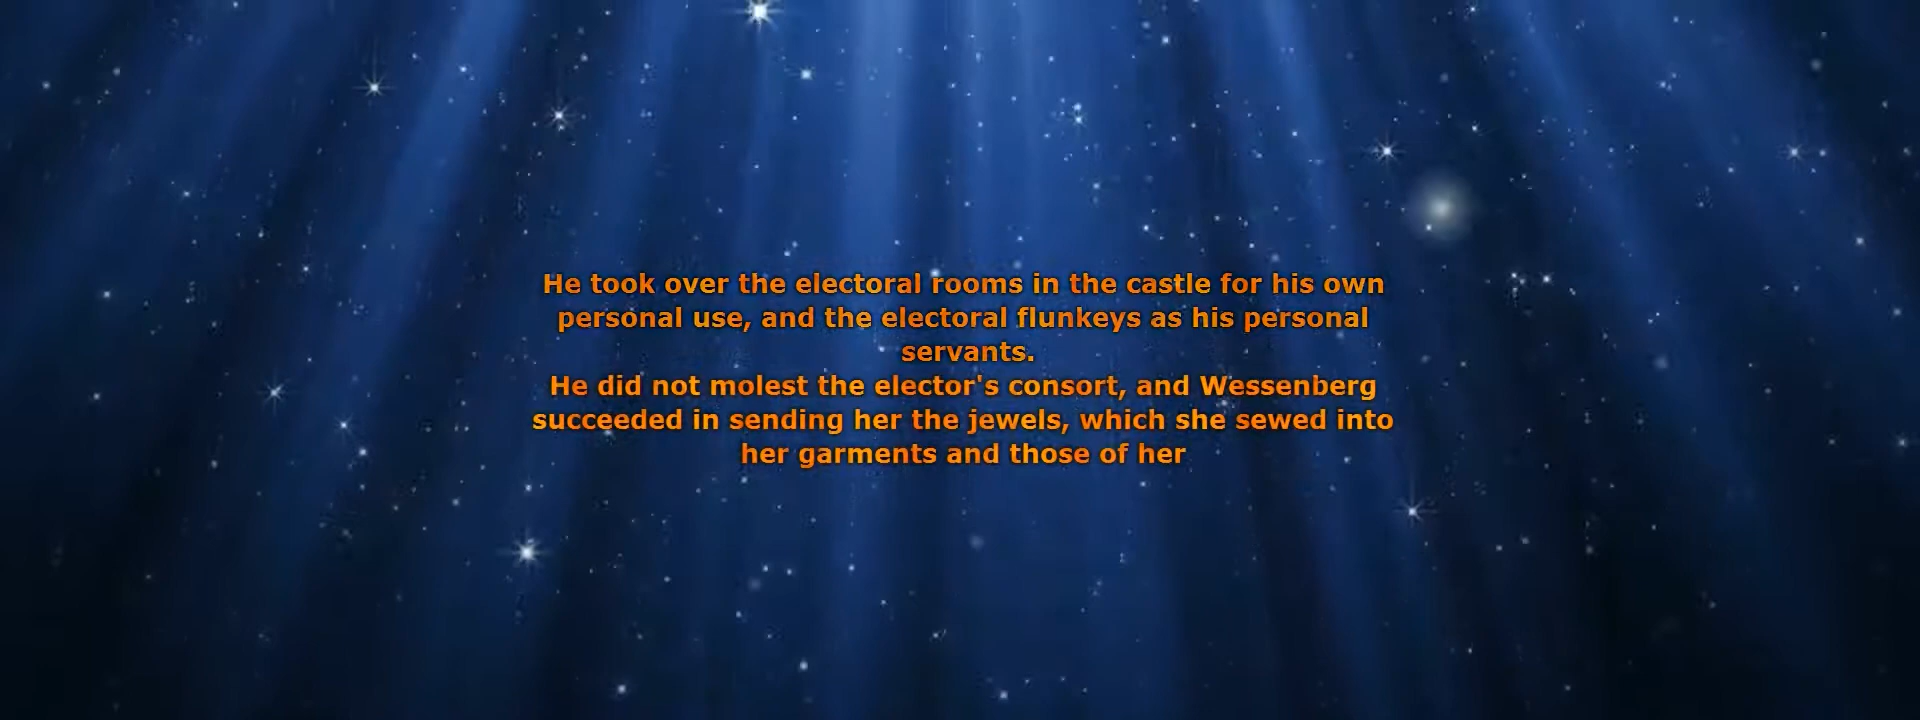 He took over the electoral rooms in the castle for his own
personal use, and the electoral flunkeys as his personal
servants.
He did not molest the elector's consort, and Wessenberg
succeeded in sending her the jewels, which she sewed into
her garments and those of her